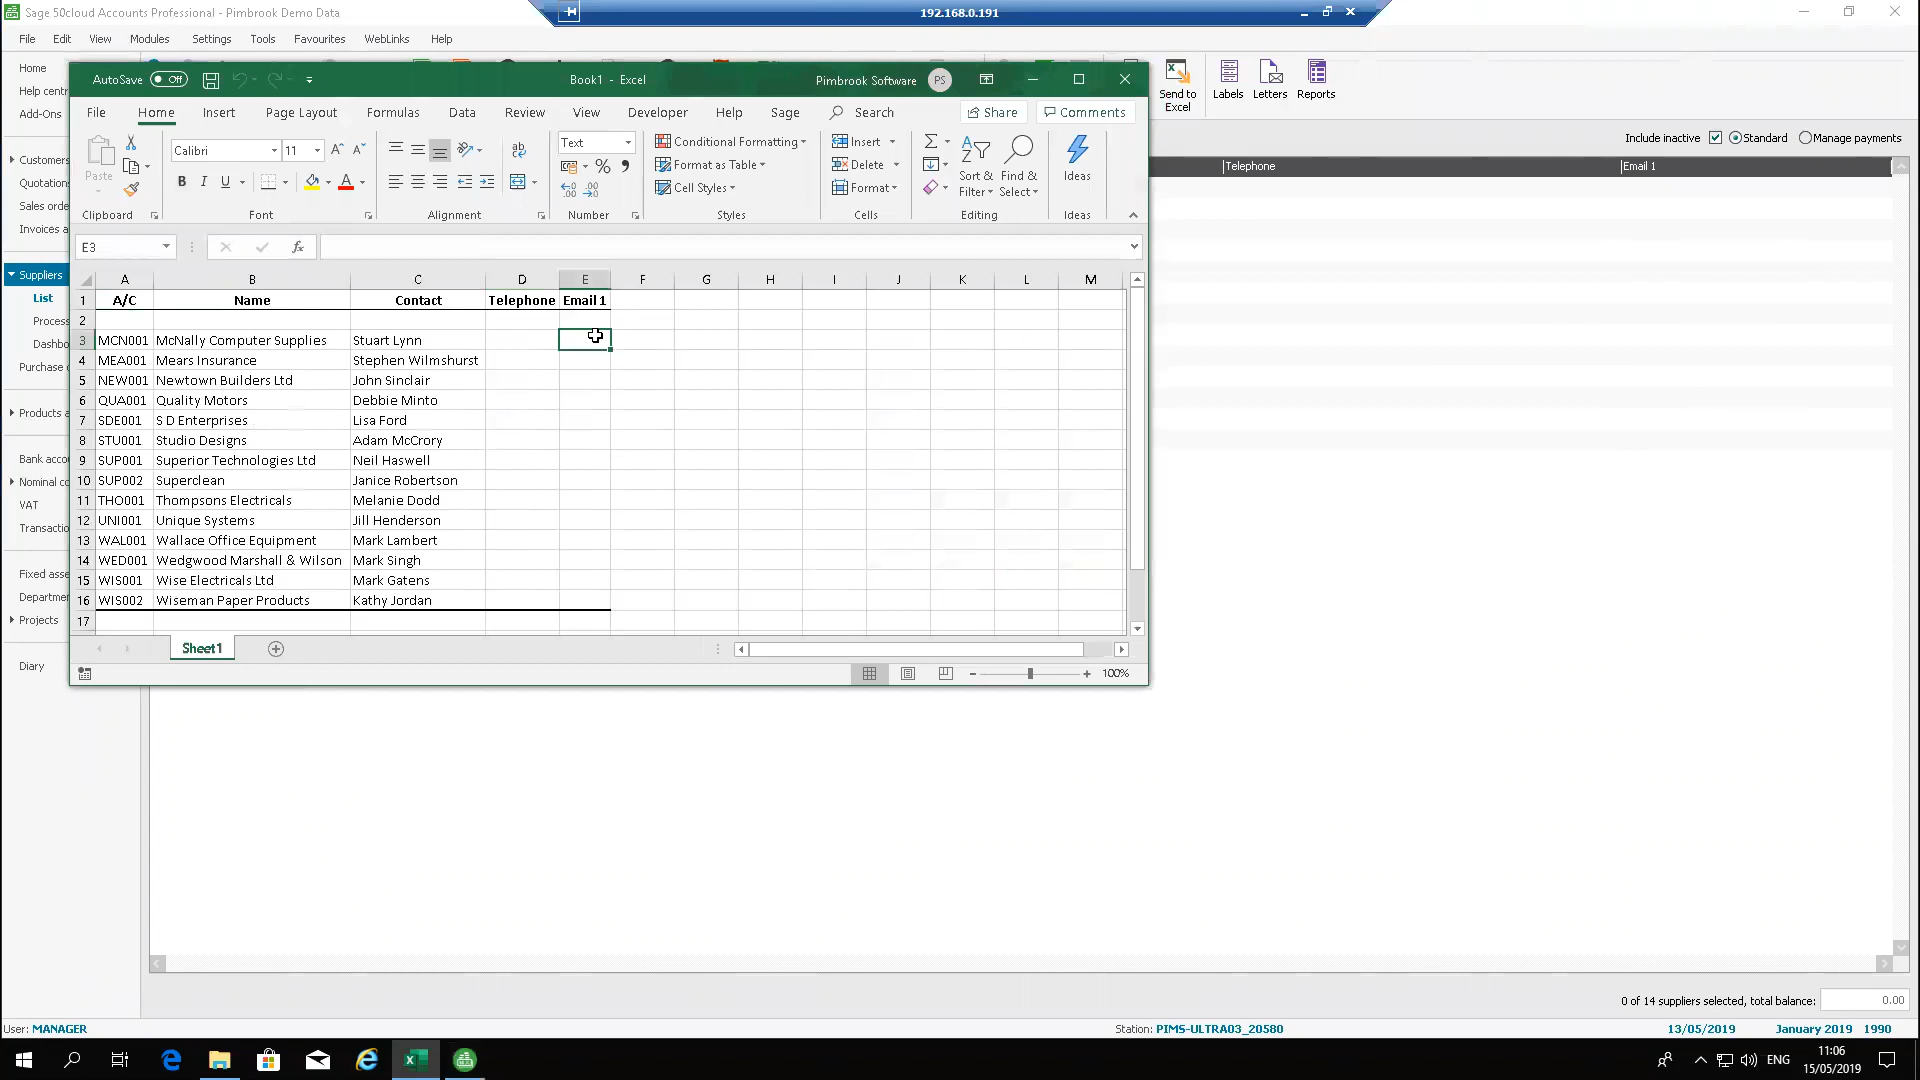 Sage 50cloud Accounts Professional - Pimbrook Demo Data
192.168.0.191
File Edit View Modules Settings Tools Favourites WebLinks Help
Home
Help centr
Add-Ons
Customers
Quotations
Sales orde
Invoices a
Suppliers
List
Proces
Dashbo
Purchase
Products a
Bank acco
Nominal co
VAT
Transactio
Fixed asse
Departmen
Projects
Diary
Send to
Excel
Labels
Letters
Reports
Include inactive Standard Manage payments
Telephone Email 1
AutoSave Off
Book1 - Excel
Pimbrook Software PS
File Home Insert Page Layout Formulas Data Review View Developer Help Sage Search Share Comments
Paste
Clipboard
Calibri 11
B I U
Font
Alignment
Text
Number
Conditional Formatting
Format as Table
Cell Styles
Styles
Insert
Delete
Format
Cells
Sort &
Filter
Find &
Select
Editing
Ideas
Ideas
E3 fx
A B C D E F G H I J K L M
1 A/C Name Contact Telephone Email 1
2
3 MCN001 McNally Computer Supplies Stuart Lynn
4 MEA001 Mears Insurance Stephen Wilmshurst
5 NEW001 Newtown Builders Ltd John Sinclair
6 QUA001 Quality Motors Debbie Minto
7 SDE001 S D Enterprises Lisa Ford
8 STU001 Studio Designs Adam McCrory
9 SUP001 Superior Technologies Ltd Neil Haswell
10 SUP002 Superclean Janice Robertson
11 THO001 Thompsons Electricals Melanie Dodd
12 UNI001 Unique Systems Jill Henderson
13 WAL001 Wallace Office Equipment Mark Lambert
14 WED001 Wedgwood Marshall & Wilson Mark Singh
15 WIS001 Wise Electricals Ltd Mark Gatens
16 WIS002 Wiseman Paper Products Kathy Jordan
17
Sheet1
100%
0 of 14 suppliers selected, total balance: 0.00
User: MANAGER
Station: PIMS-ULTRA03_20580
13/05/2019 January 2019 1990
ENG
11:06
15/05/2019